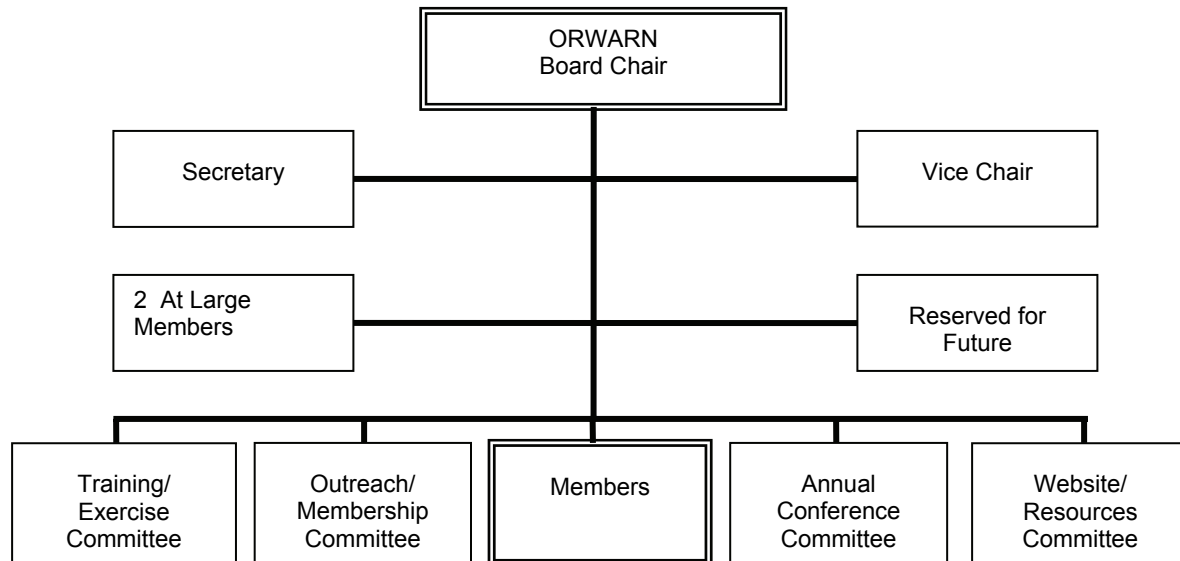 ORWARN
Board Chair
Secretary
Vice Chair
2 At Large
Members
Reserved for
Future
Training/
Exercise
Committee
Outreach/
Membership
Committee
Members
Annual
Conference
Committee
Website/
Resources
Committee